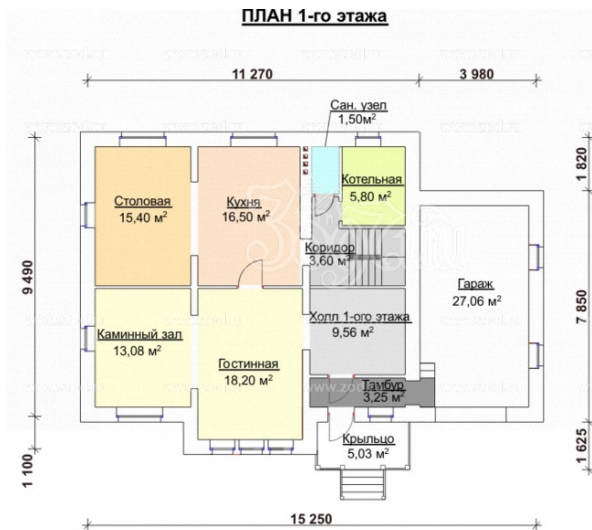 ПЛАН 1-го этажа
11 270
3 980
Сан. узел
1,50м²
1 820
Столовая
15,40 м²
Кухня
16,50 м²
Котельная
5,80 м²
Коридор
3,60 м²
9 490
Гараж
27,06 м²
7 850
Холл 1-ого этажа
9,56 м²
Каминный зал
13,08 м²
Гостинная
18,20 м²
Тамбур
3,25 м²
Крыльцо
5,03 м²
1 100
1 625
15 250